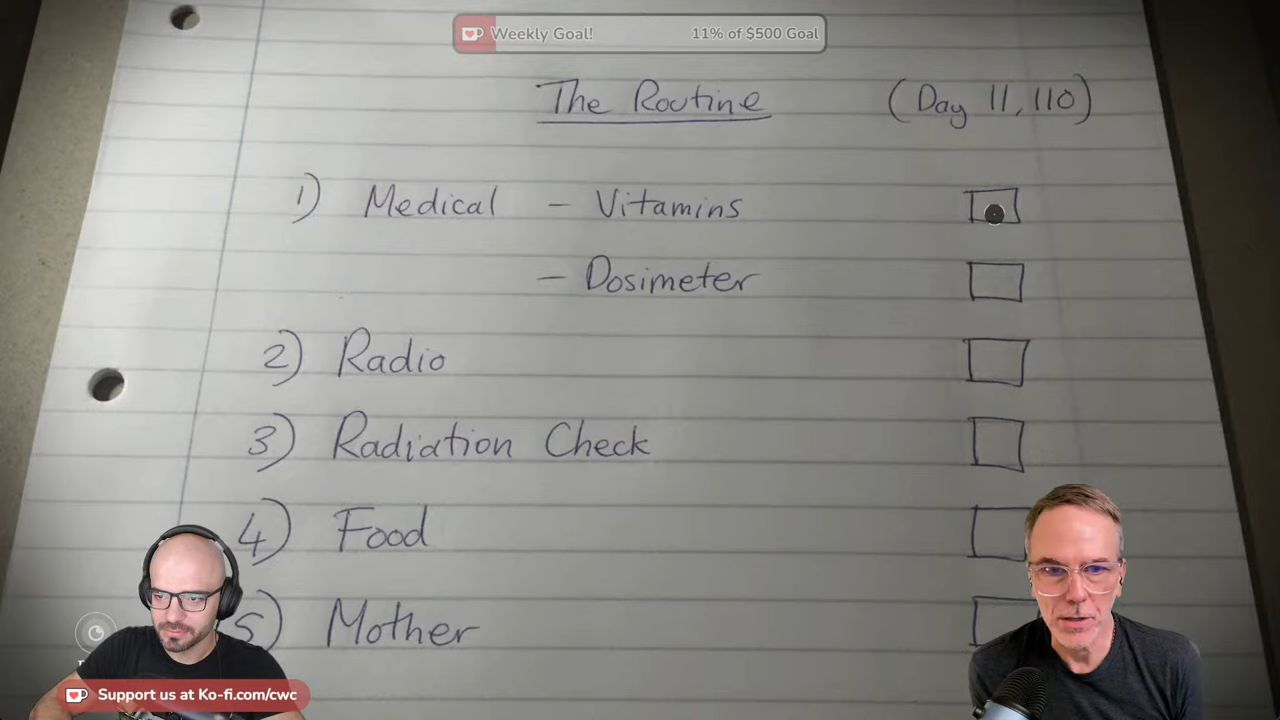 Weekly Goal! 11% of $500 Goal
The Routine (Day 11,110)
1) Medical - Vitamins
- Dosimeter
2) Radio
3) Radiation Check
4) Food
5) Mother
Support us at Ko-fi.com/cwc